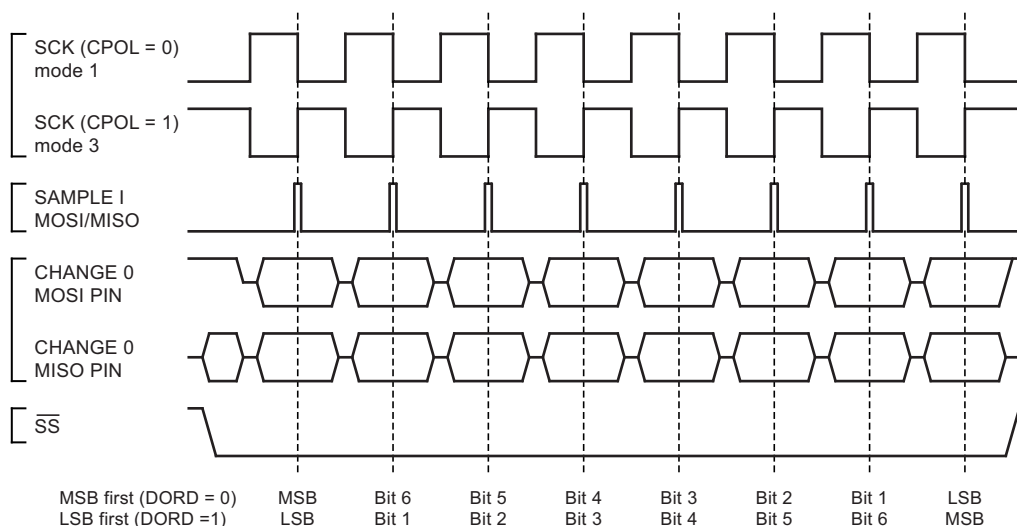 SCK (CPOL = 0)
mode 1
SCK (CPOL = 1)
mode 3
SAMPLE I
MOSI/MISO
CHANGE 0
MOSI PIN
CHANGE 0
MISO PIN
SS
MSB first (DORD = 0) MSB Bit 6 Bit 5 Bit 4 Bit 3 Bit 2 Bit 1 LSB
LSB first (DORD =1) LSB Bit 1 Bit 2 Bit 3 Bit 4 Bit 5 Bit 6 MSB